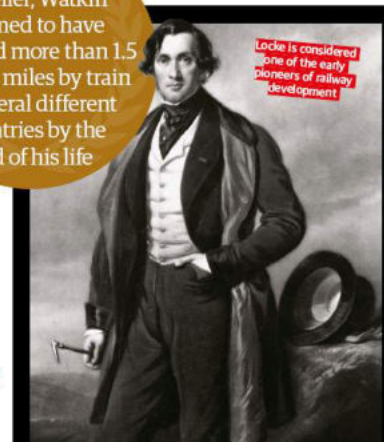 Watkin
ned to have
d more than 1.5
miles by train
eral different
ntries by the
d of his life
Locke is considered
one of the early
pioneers of railway
development